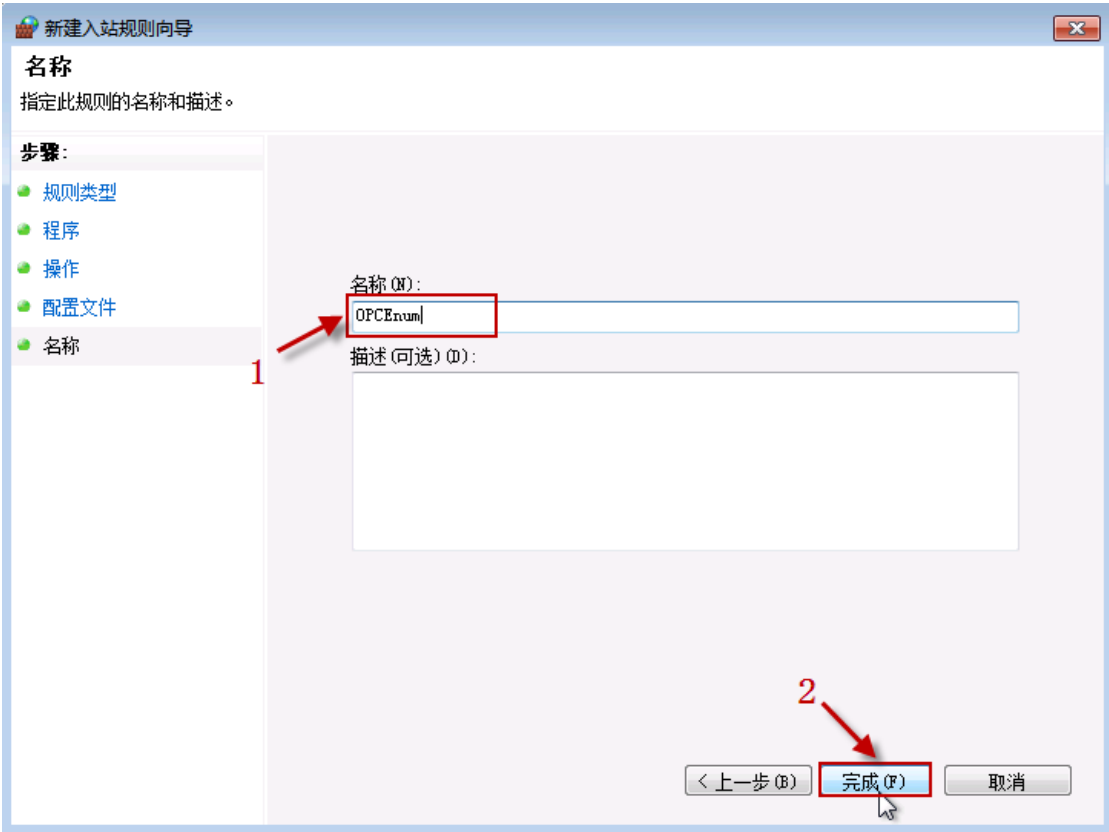 新建入站规则向导
名称
指定此规则的名称和描述。
步骤:
规则类型
程序
操作
配置文件
名称
名称(N):
OPCEnum
1
描述(可选)(D):
2
< 上一步(B)
完成(F)
取消